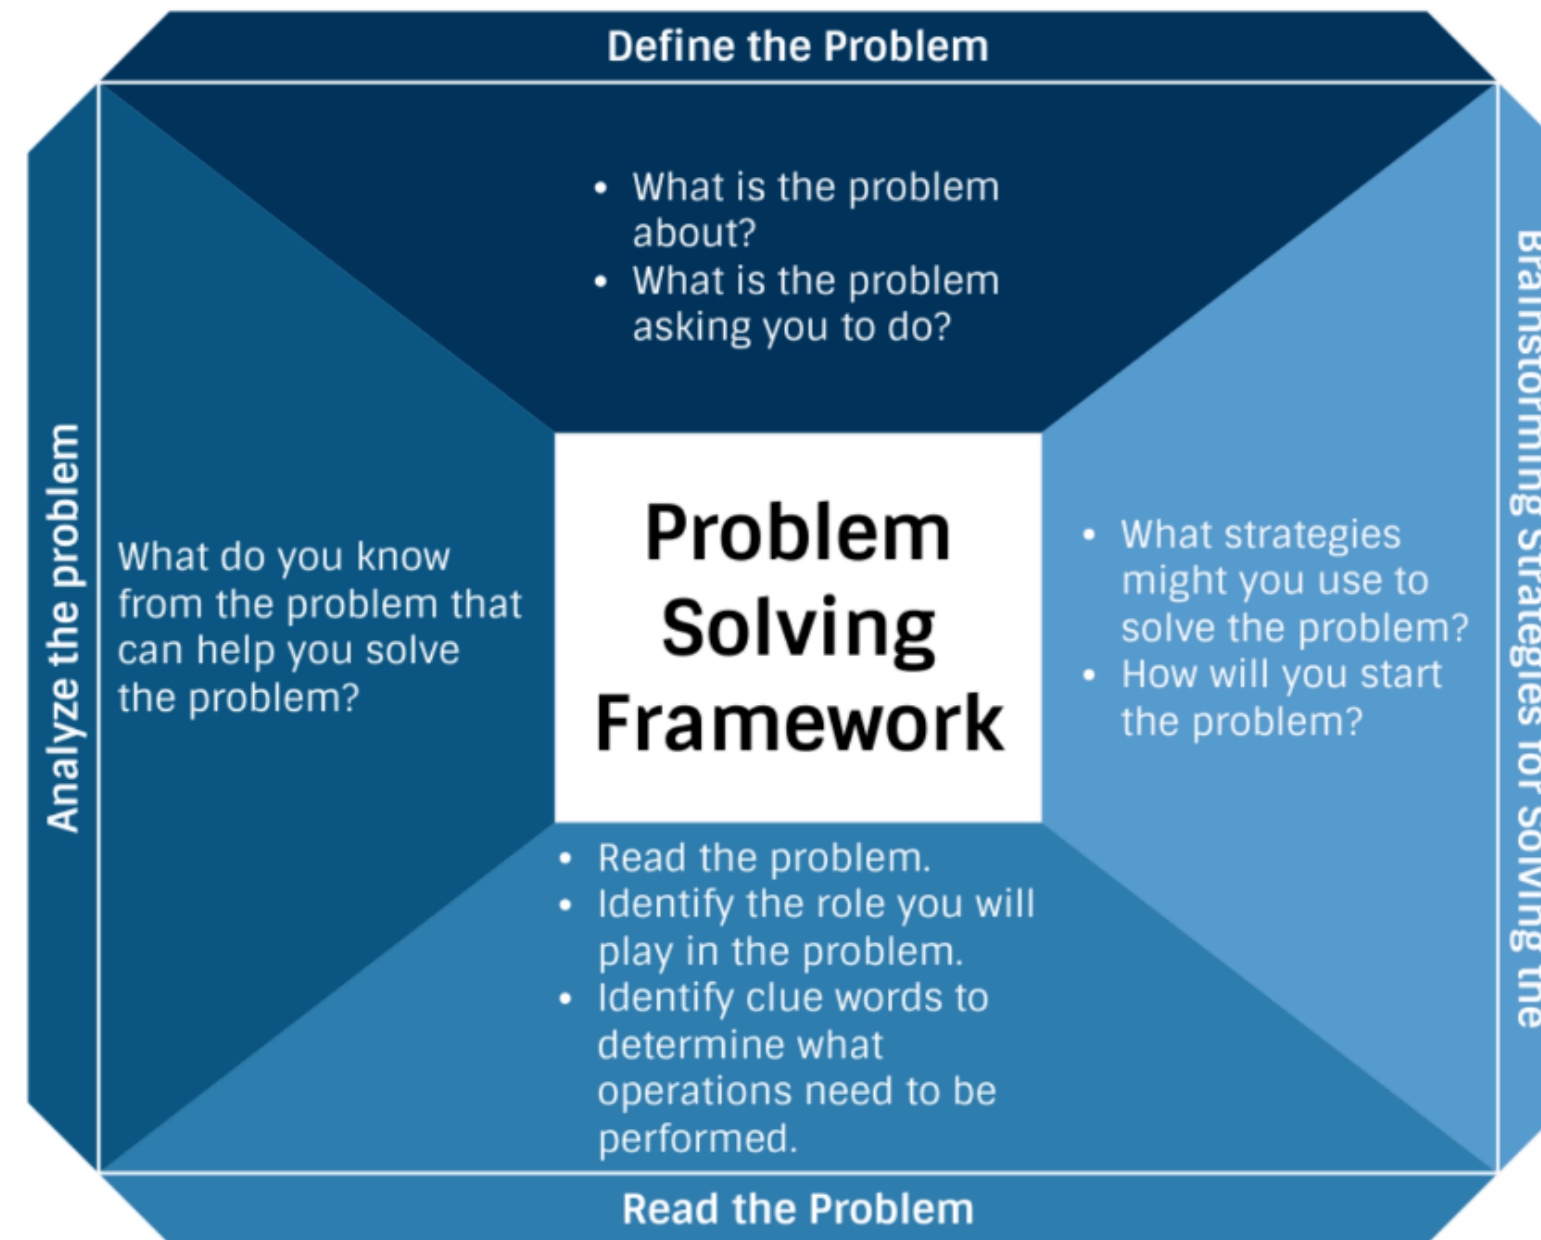 Define the Problem
• What is the problem
about?
• What is the problem
asking you to do?
Analyze the problem
What do you know
from the problem that
can help you solve
the problem?
Problem
Solving
Framework
• What strategies
might you use to
solve the problem?
• How will you start
the problem?
Brainstorming Strategies for Solving the
• Read the problem.
• Identify the role you will
play in the problem.
• Identify clue words to
determine what
operations need to be
performed.
Read the Problem